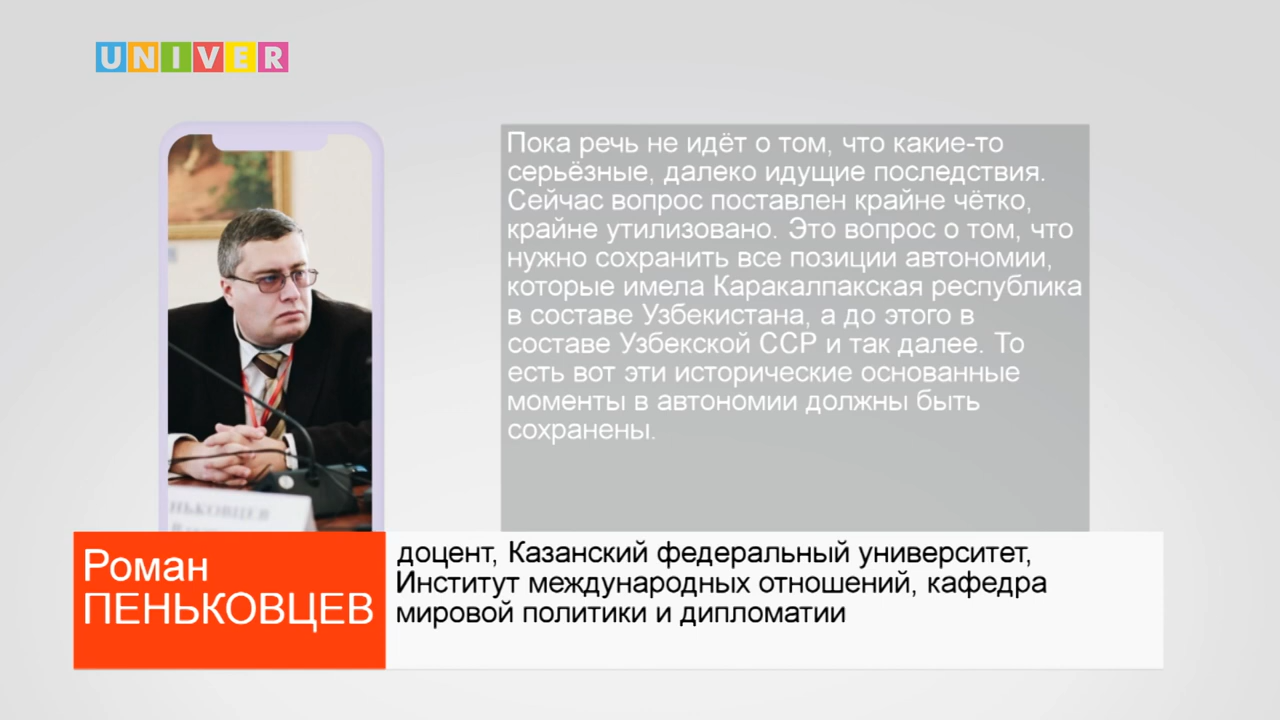 UNIVER
Пока речь не идёт о том, что какие-то
серьёзные, далеко идущие последствия.
Сейчас вопрос поставлен крайне чётко,
крайне утилизовано. Это вопрос о том, что
нужно сохранить все позиции автономии,
которые имела Каракалпакская республика
в составе Узбекистана, а до этого в
составе Узбекской ССР и так далее. То
есть вот эти исторические основанные
моменты в автономии должны быть
сохранены.
НЬКОВЦЕВ
Роман
ПЕНЬКОВЦЕВ
доцент, Казанский федеральный университет,
Институт международных отношений, кафедра
мировой политики и дипломатии